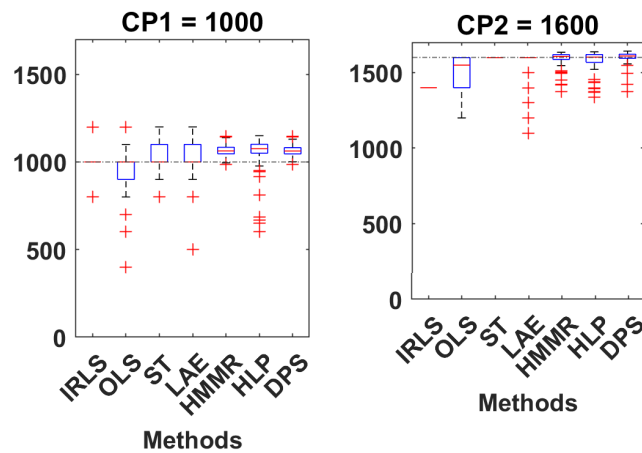 CP1 = 1000
1500
1000
500
0
IRLS
OLS
ST
LAE
HMMR
HLP
DPS
Methods
CP2 = 1600
1500
1000
500
0
IRLS
OLS
ST
LAE
HMMR
HLP
DPS
Methods